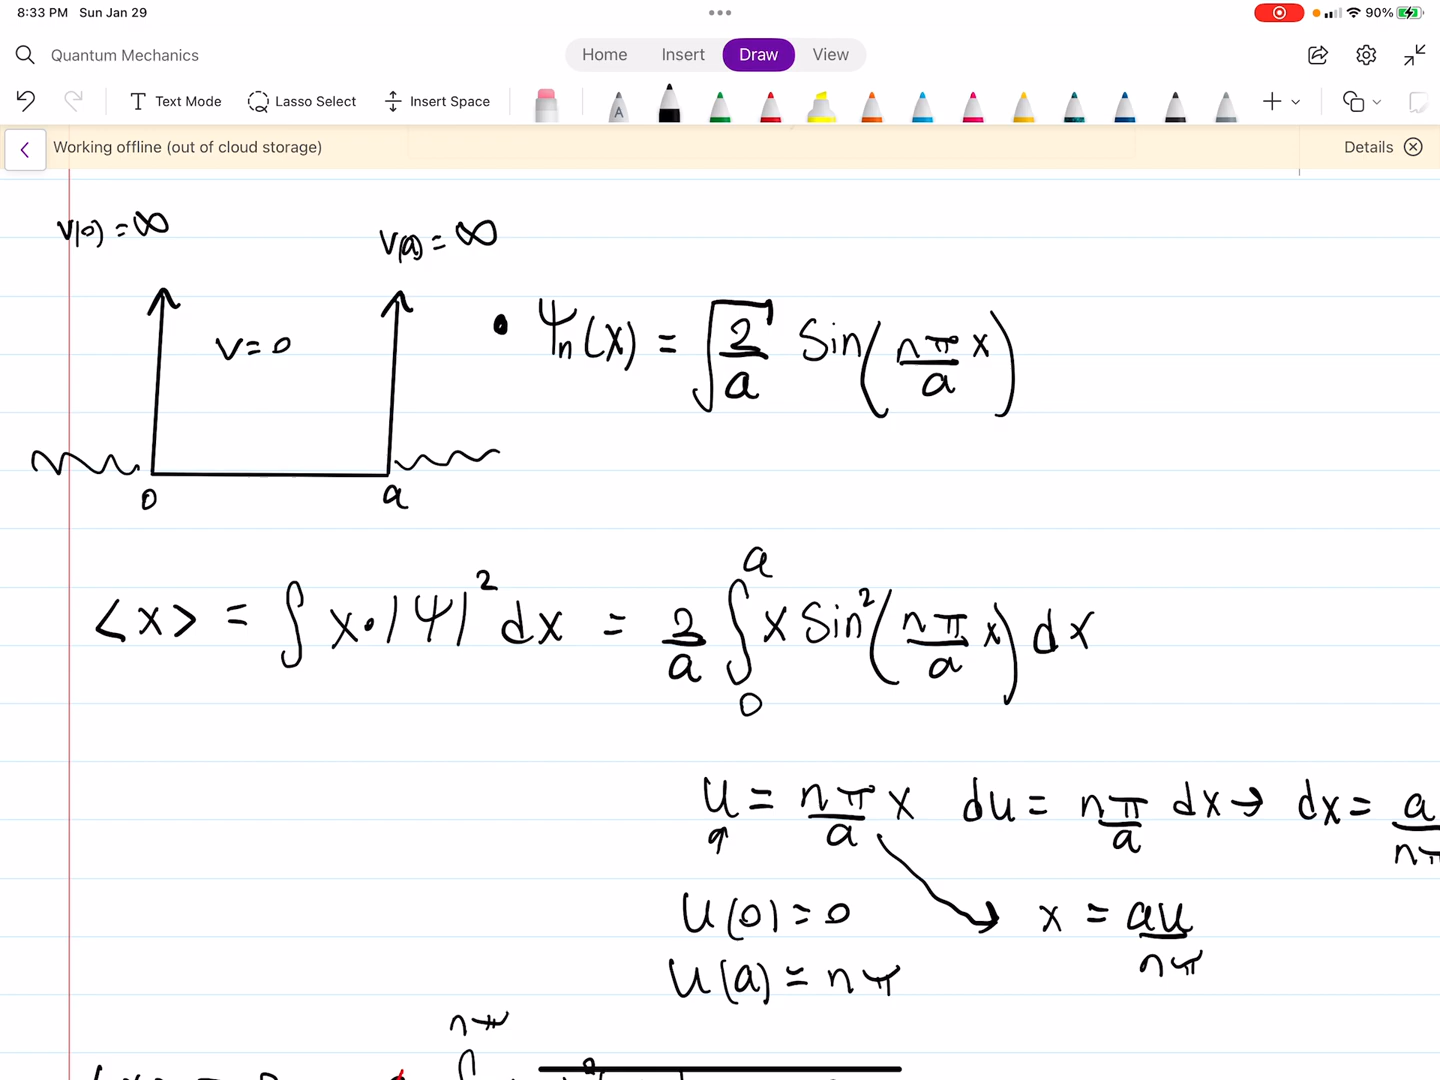 8:33 PM Sun Jan 29
90%
Quantum Mechanics
Home Insert Draw View
Text Mode Lasso Select Insert Space
Working offline (out of cloud storage) Details
V(0) = ∞
V(a) = ∞
V=0
0 a
• Ψn(x) = √(2/a) Sin(nπ/a x)
<x> = ∫ x·|Ψ|² dx = 2/a ∫₀ᵃ x Sin²(nπ/a x) dx
u = nπ/a x du = nπ/a dx → dx = a/nπ
u(0) = 0 x = au/nπ
u(a) = nπ
nπ